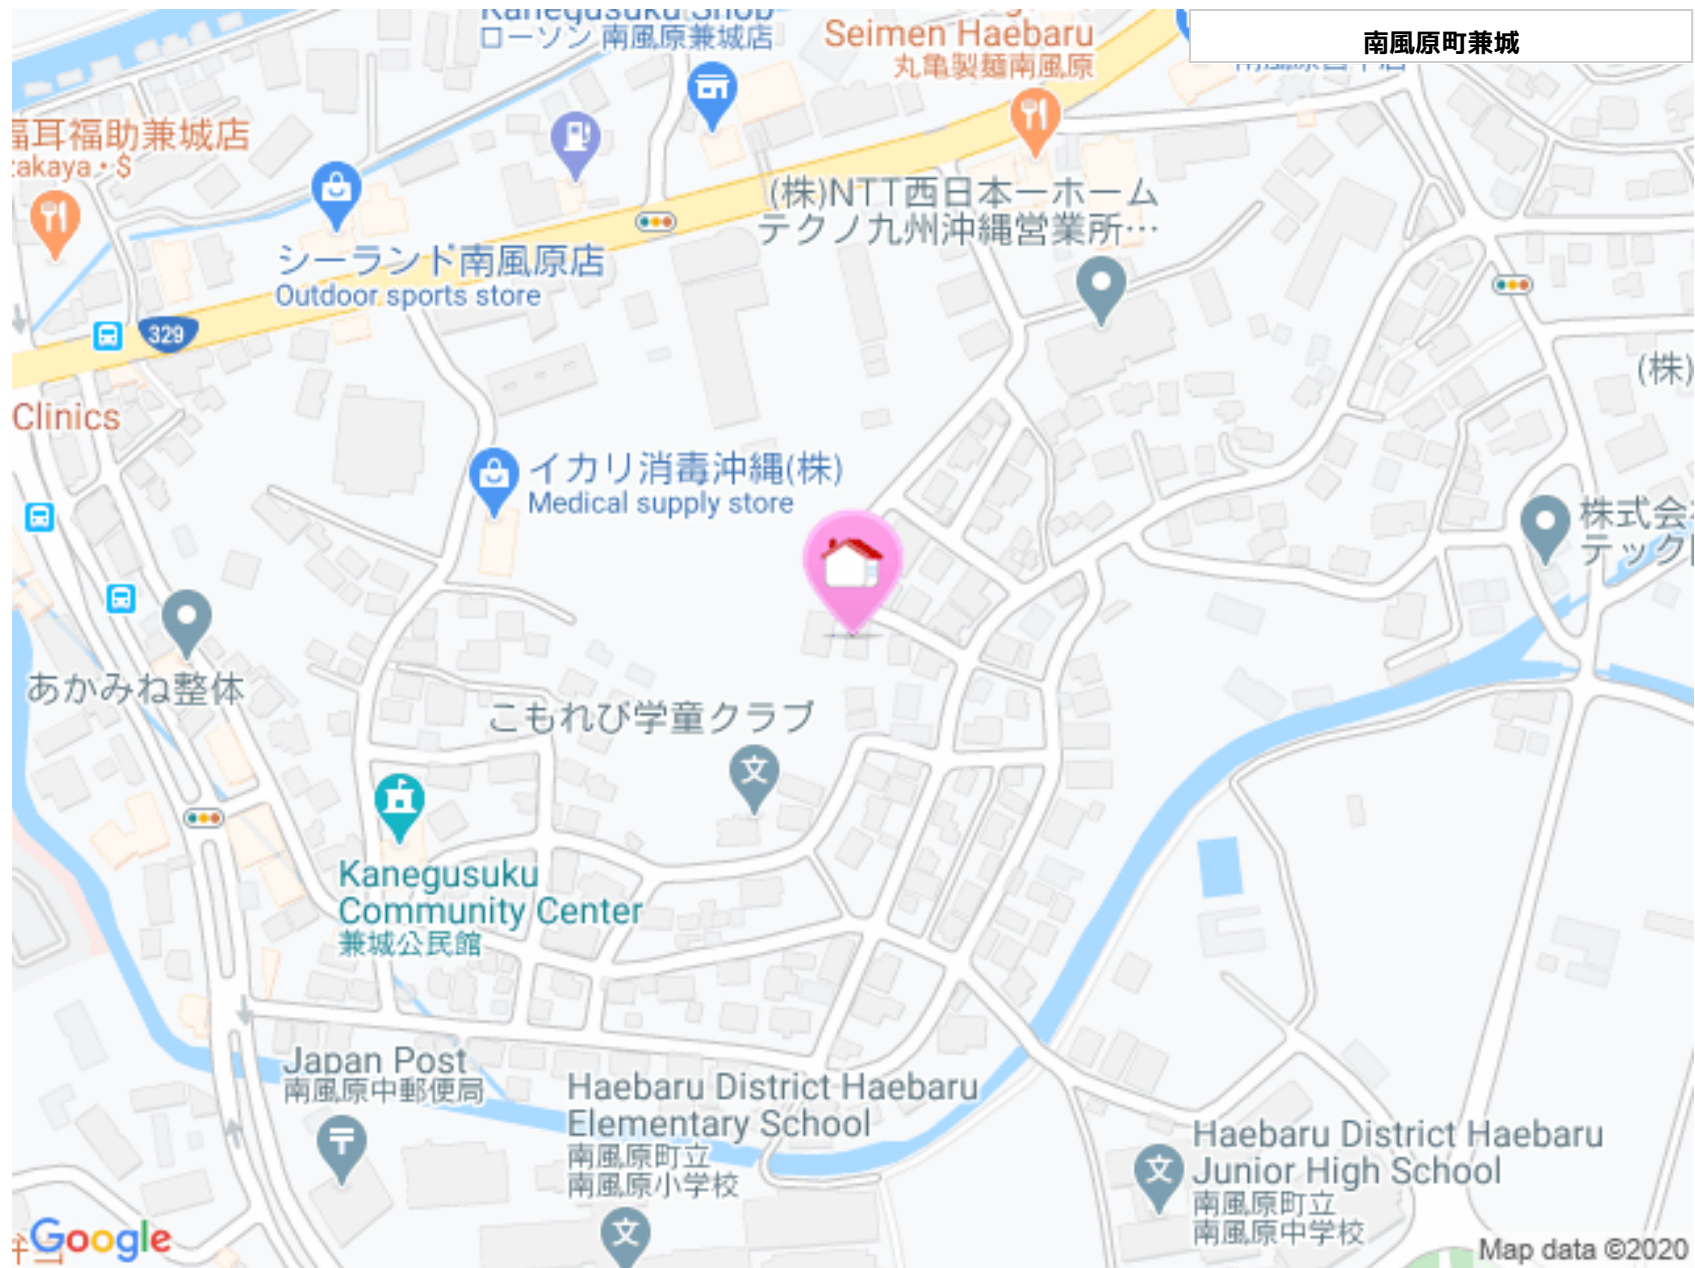 Kanegusuku Shop
ローソン 南風原兼城店
Seimen Haebaru
丸亀製麺南風原
南風原町兼城
福耳福助兼城店
zakaya・$
(株)NTT西日本ーホーム
テクノ九州沖縄営業所…
シーランド南風原店
Outdoor sports store
329
(株)
Clinics
イカリ消毒沖縄(株)
Medical supply store
株式会
テック
あかみね整体
こもれび学童クラブ
文
Kanegusuku
Community Center
兼城公民館
Japan Post
南風原中郵便局
〒
Haebaru District Haebaru
Elementary School
南風原町立
南風原小学校
文
Haebaru District Haebaru
Junior High School
南風原町立
南風原中学校
文
Google
Map data ©2020